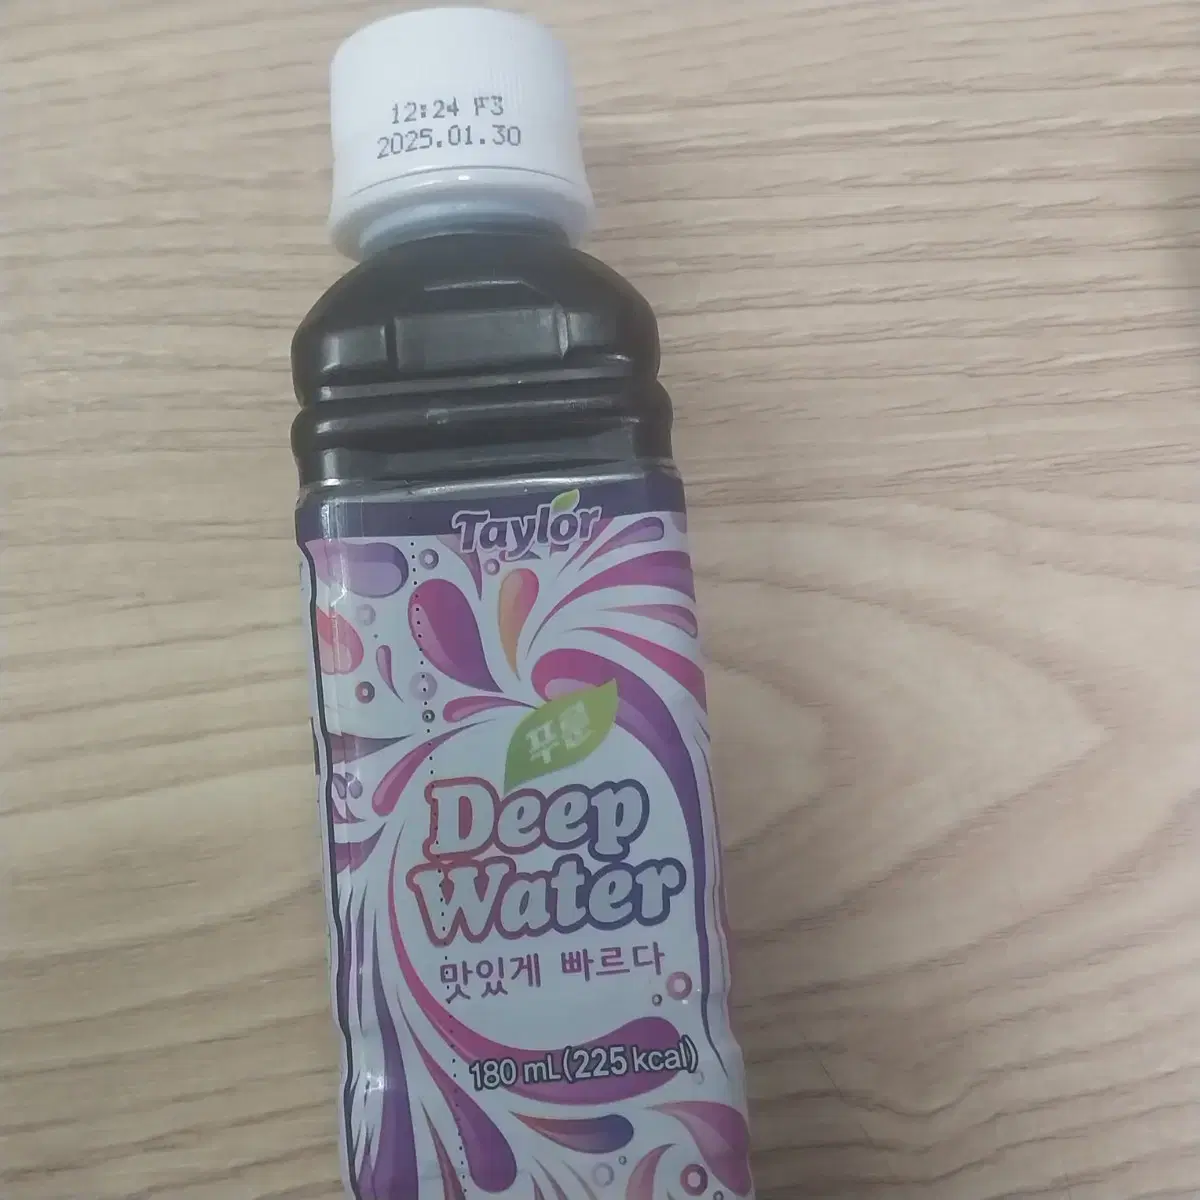 12:24 F3
2025.01.30
Taylor
푸룬
Deep
Water
맛있게 빠르다
180 mL(225 kcal)